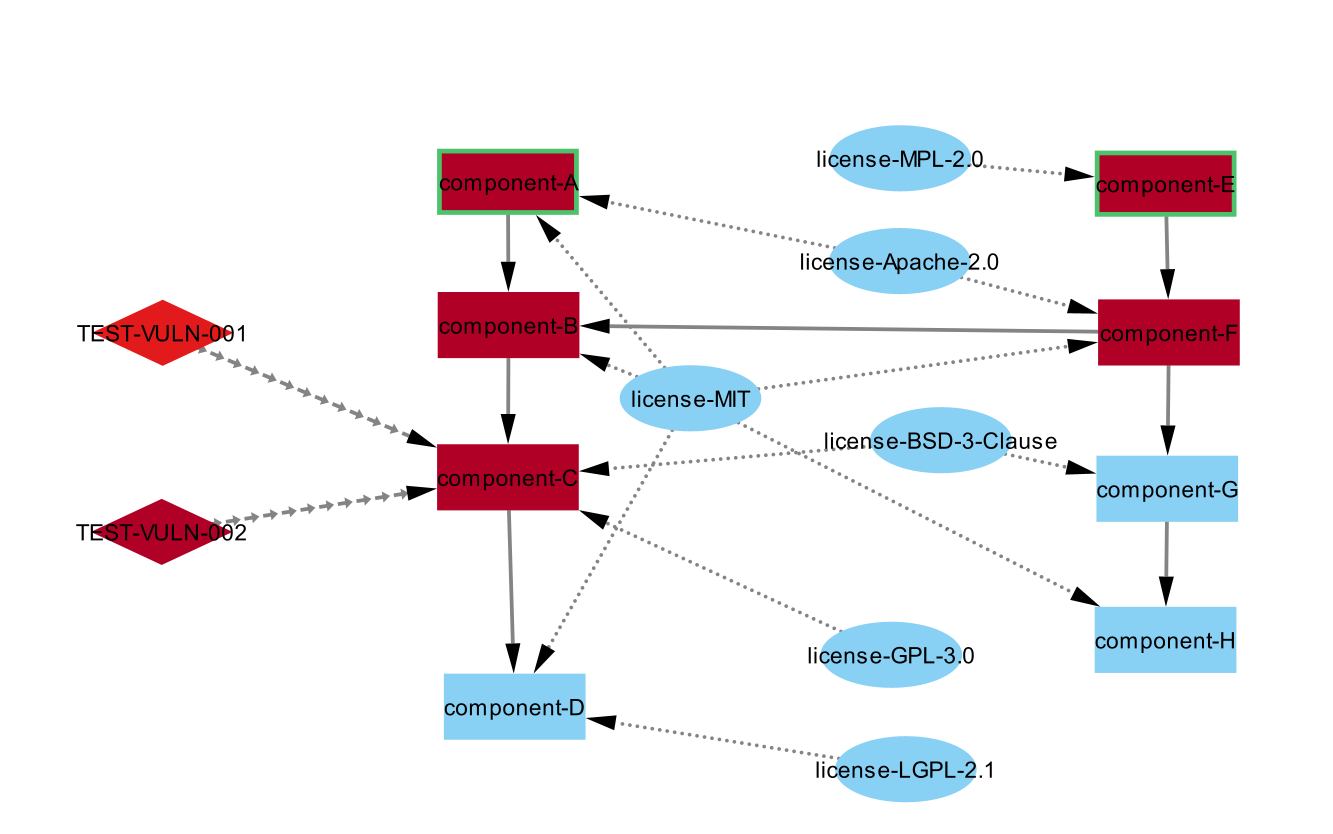 license-MPL-2.0
component-A
component-E
license-Apache-2.0
component-B
TEST-VULN-001
component-F
license-MIT
license-BSD-3-Clause
component-C
component-G
TEST-VULN-002
component-H
license-GPL-3.0
component-D
license-LGPL-2.1